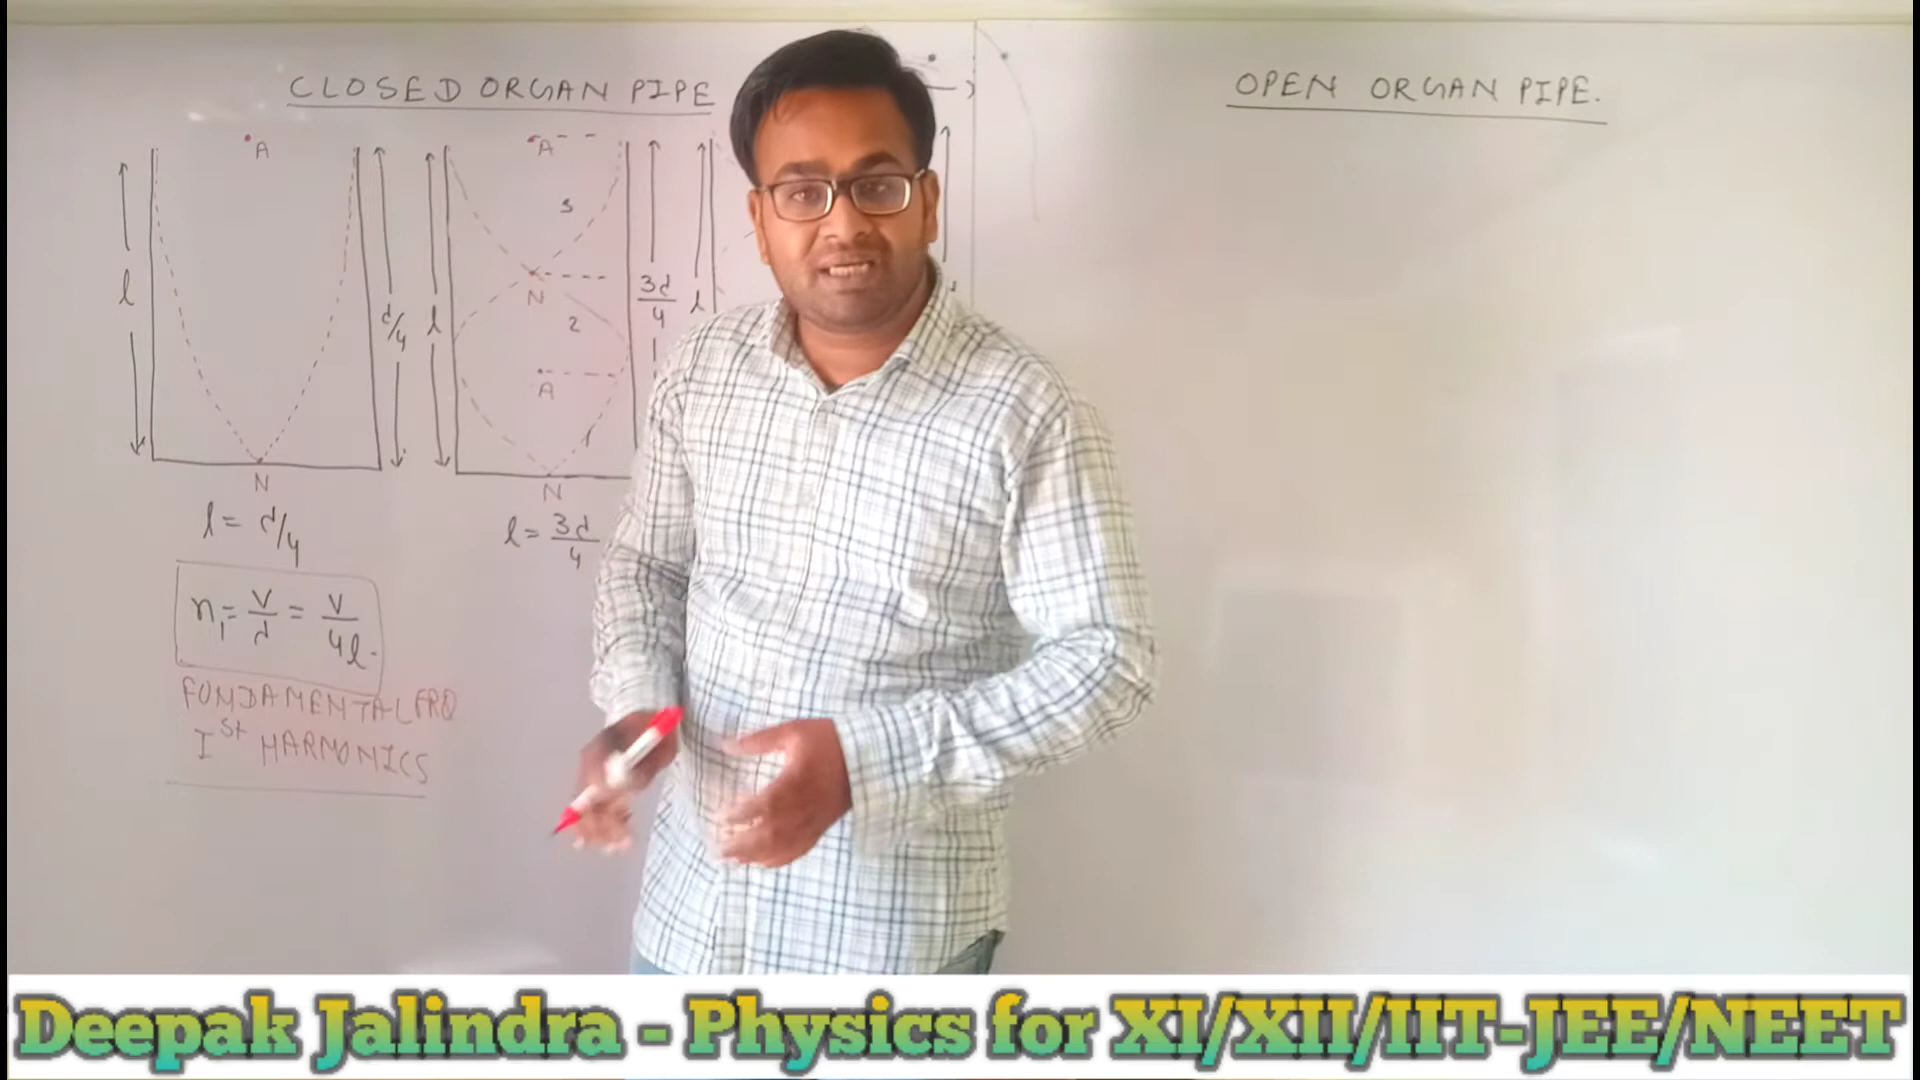 CLOSED ORGAN PIPE
OPEN ORGAN PIPE.
A
l
λ/4
N
l = λ/4
n₁ = V/λ = V/4l.
FUNDAMENTAL FRQ
Iˢᵗ HARMONICS
A
3
N
2
A
1
N
l
3λ/4
l = 3λ/4
l
Deepak Jalindra - Physics for XI/XII/IIT-JEE/NEET